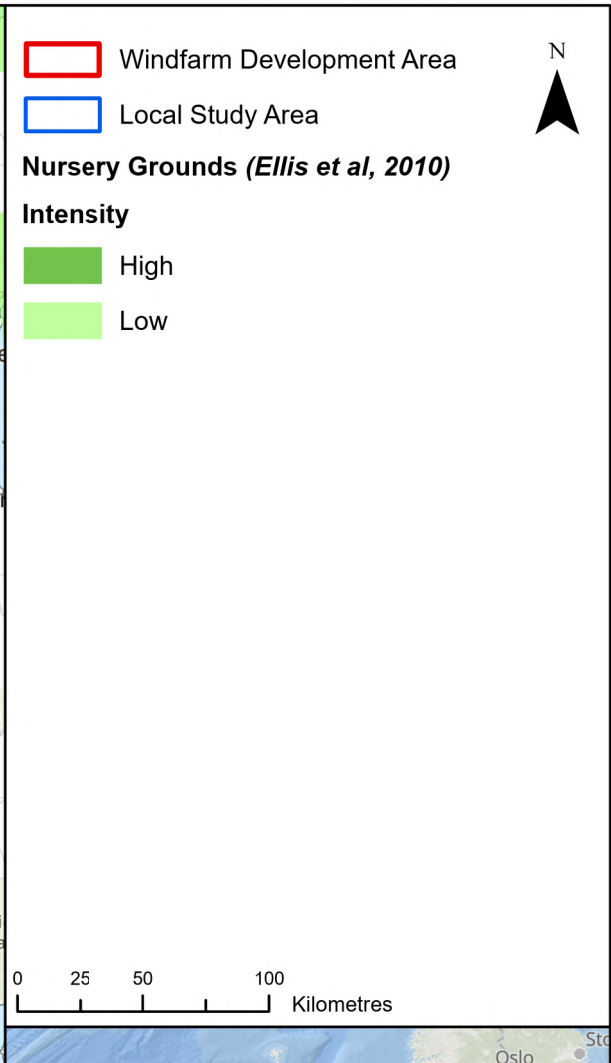 Windfarm Development Area
N
Local Study Area
Nursery Grounds (Ellis et al, 2010)
Intensity
High
Low
0 25 50 100
Kilometres
Oslo